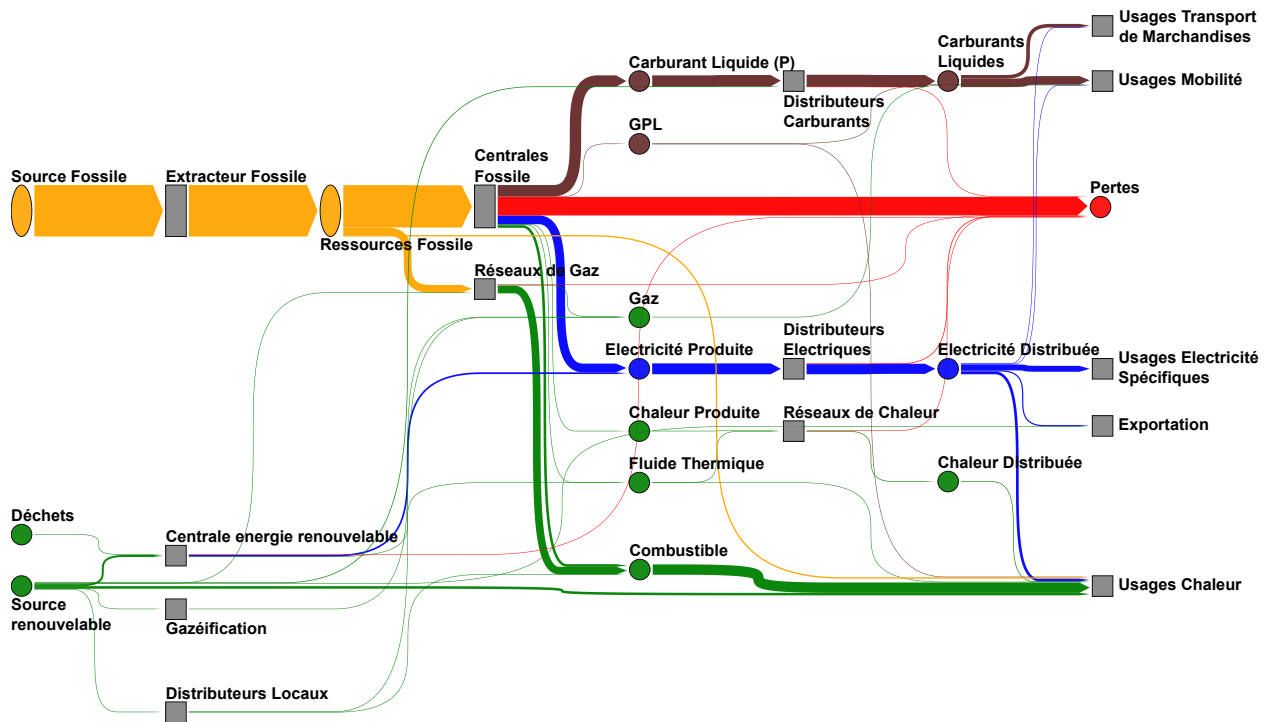 Usages Transport
de Marchandises
Carburants
Liquides
Carburant Liquide (P)
Usages Mobilité
Distributeurs
Carburants
GPL
Centrales
Fossile
Source Fossile
Extracteur Fossile
Pertes
Ressources Fossile
Réseaux de Gaz
Gaz
Distributeurs
Electriques
Electricité Produite
Electricité Distribuée
Usages Electricité
Spécifiques
Chaleur Produite
Réseaux de Chaleur
Exportation
Fluide Thermique
Chaleur Distribuée
Déchets
Centrale energie renouvelable
Combustible
Usages Chaleur
Source
renouvelable
Gazéification
Distributeurs Locaux